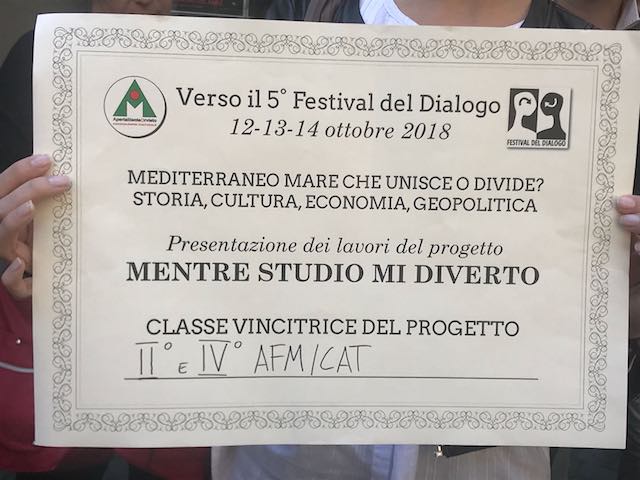 Verso il 5° Festival del Dialogo
12-13-14 ottobre 2018
FESTIVAL DEL DIALOGO
MEDITERRANEO MARE CHE UNISCE O DIVIDE?
STORIA, CULTURA, ECONOMIA, GEOPOLITICA
Presentazione dei lavori del progetto
MENTRE STUDIO MI DIVERTO
CLASSE VINCITRICE DEL PROGETTO
II° E IV° AFM/CAT